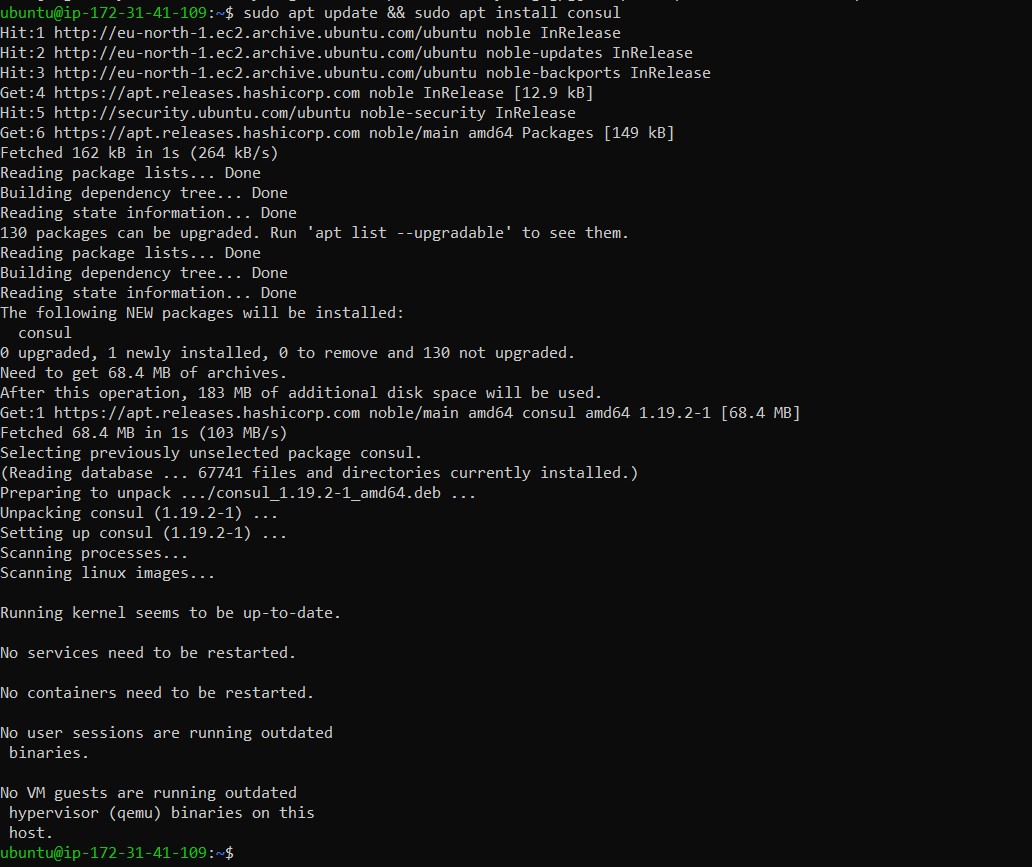 ubuntu@ip-172-31-41-109:~$ sudo apt update && sudo apt install consul
Hit:1 http://eu-north-1.ec2.archive.ubuntu.com/ubuntu noble InRelease
Hit:2 http://eu-north-1.ec2.archive.ubuntu.com/ubuntu noble-updates InRelease
Hit:3 http://eu-north-1.ec2.archive.ubuntu.com/ubuntu noble-backports InRelease
Get:4 https://apt.releases.hashicorp.com noble InRelease [12.9 kB]
Hit:5 http://security.ubuntu.com/ubuntu noble-security InRelease
Get:6 https://apt.releases.hashicorp.com noble/main amd64 Packages [149 kB]
Fetched 162 kB in 1s (264 kB/s)
Reading package lists... Done
Building dependency tree... Done
Reading state information... Done
130 packages can be upgraded. Run 'apt list --upgradable' to see them.
Reading package lists... Done
Building dependency tree... Done
Reading state information... Done
The following NEW packages will be installed:
  consul
0 upgraded, 1 newly installed, 0 to remove and 130 not upgraded.
Need to get 68.4 MB of archives.
After this operation, 183 MB of additional disk space will be used.
Get:1 https://apt.releases.hashicorp.com noble/main amd64 consul amd64 1.19.2-1 [68.4 MB]
Fetched 68.4 MB in 1s (103 MB/s)
Selecting previously unselected package consul.
(Reading database ... 67741 files and directories currently installed.)
Preparing to unpack .../consul_1.19.2-1_amd64.deb ...
Unpacking consul (1.19.2-1) ...
Setting up consul (1.19.2-1) ...
Scanning processes...
Scanning linux images...

Running kernel seems to be up-to-date.

No services need to be restarted.

No containers need to be restarted.

No user sessions are running outdated
 binaries.

No VM guests are running outdated
 hypervisor (qemu) binaries on this
 host.
ubuntu@ip-172-31-41-109:~$